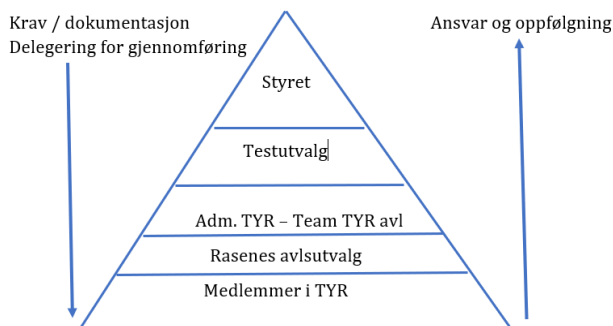 Krav / dokumentasjon
Delegering for gjennomføring
Ansvar og oppfølgning
Styret
Testutvalg
Adm. TYR – Team TYR avl
Rasenes avlsutvalg
Medlemmer i TYR